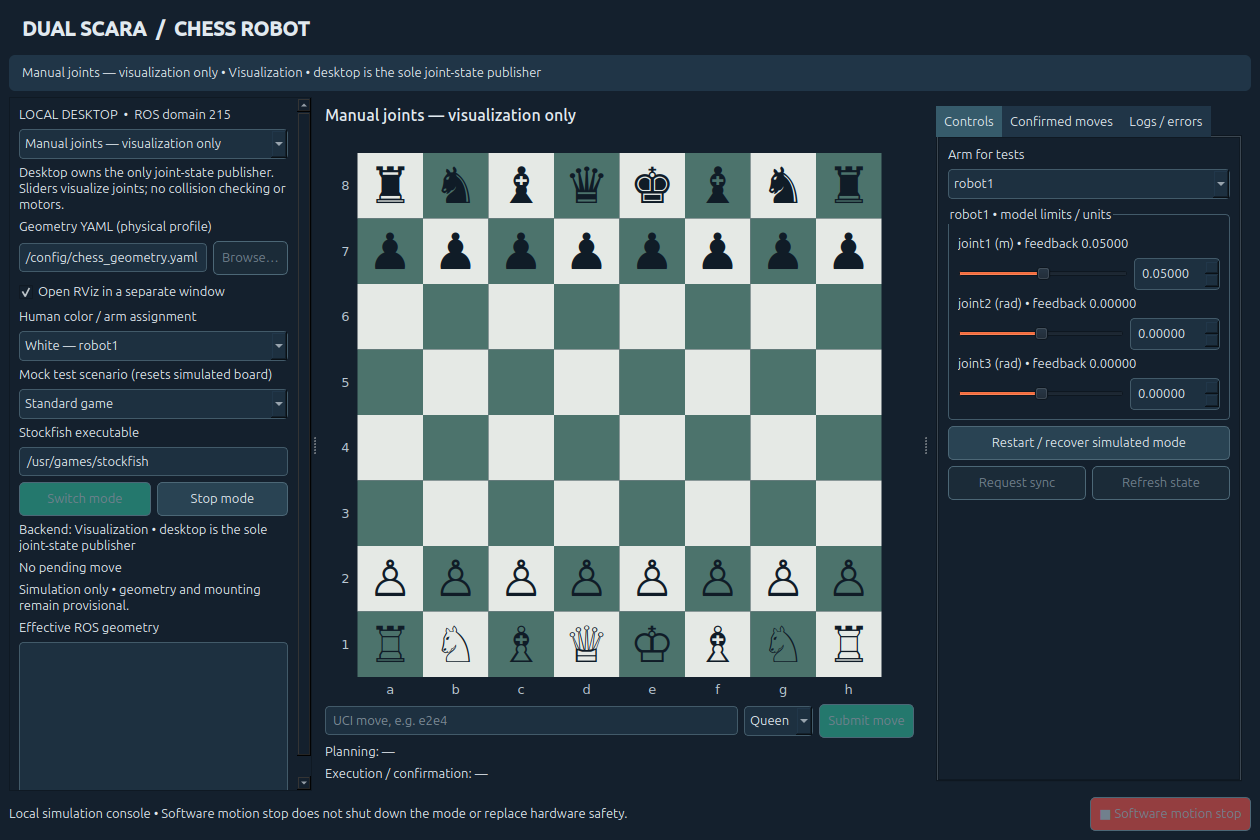 DUAL SCARA / CHESS ROBOT
Manual joints — visualization only • Visualization • desktop is the sole joint-state publisher
LOCAL DESKTOP • ROS domain 215
Manual joints — visualization only
Desktop owns the only joint-state publisher.
Sliders visualize joints; no collision checking or
motors.
Geometry YAML (physical profile)
/config/chess_geometry.yaml
Browse...
Open RViz in a separate window
Human color / arm assignment
White — robot1
Mock test scenario (resets simulated board)
Standard game
Stockfish executable
/usr/games/stockfish
Switch mode
Stop mode
Backend: Visualization • desktop is the sole
joint-state publisher
No pending move
Simulation only • geometry and mounting
remain provisional.
Effective ROS geometry
Manual joints — visualization only
8
7
6
5
4
3
2
1
a b c d e f g h
UCI move, e.g. e2e4
Queen
Submit move
Planning: —
Execution / confirmation: —
Controls
Confirmed moves
Logs / errors
Arm for tests
robot1
robot1 • model limits / units
joint1 (m) • feedback 0.05000
0.05000
joint2 (rad) • feedback 0.00000
0.00000
joint3 (rad) • feedback 0.00000
0.00000
Restart / recover simulated mode
Request sync
Refresh state
Local simulation console • Software motion stop does not shut down the mode or replace hardware safety.
Software motion stop